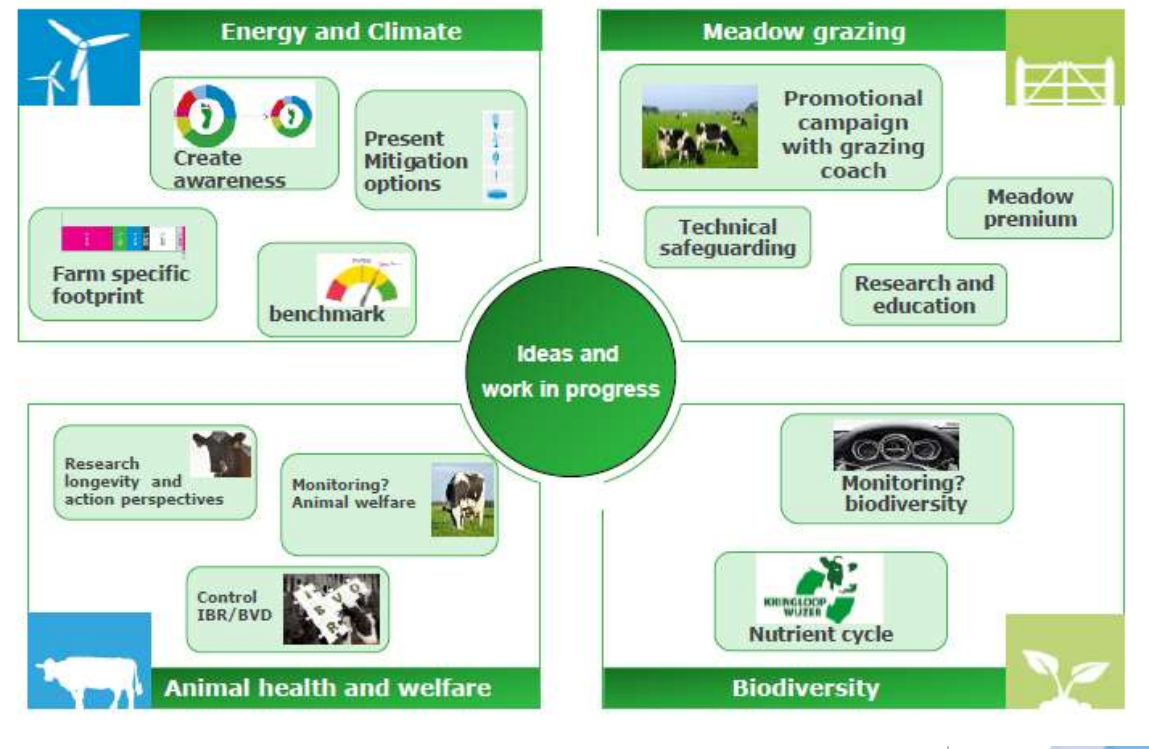 Energy and Climate
Create
awareness
Present
Mitigation
options
Farm specific
footprint
benchmark
Meadow grazing
Promotional
campaign
with grazing
coach
Meadow
premium
Technical
safeguarding
Research and
education
Ideas and
work in progress
Research
longevity and
action perspectives
Monitoring?
Animal welfare
Control
IBR/BVD
Animal health and welfare
Monitoring?
biodiversity
KRINGLOOP
WIJZER
Nutrient cycle
Biodiversity